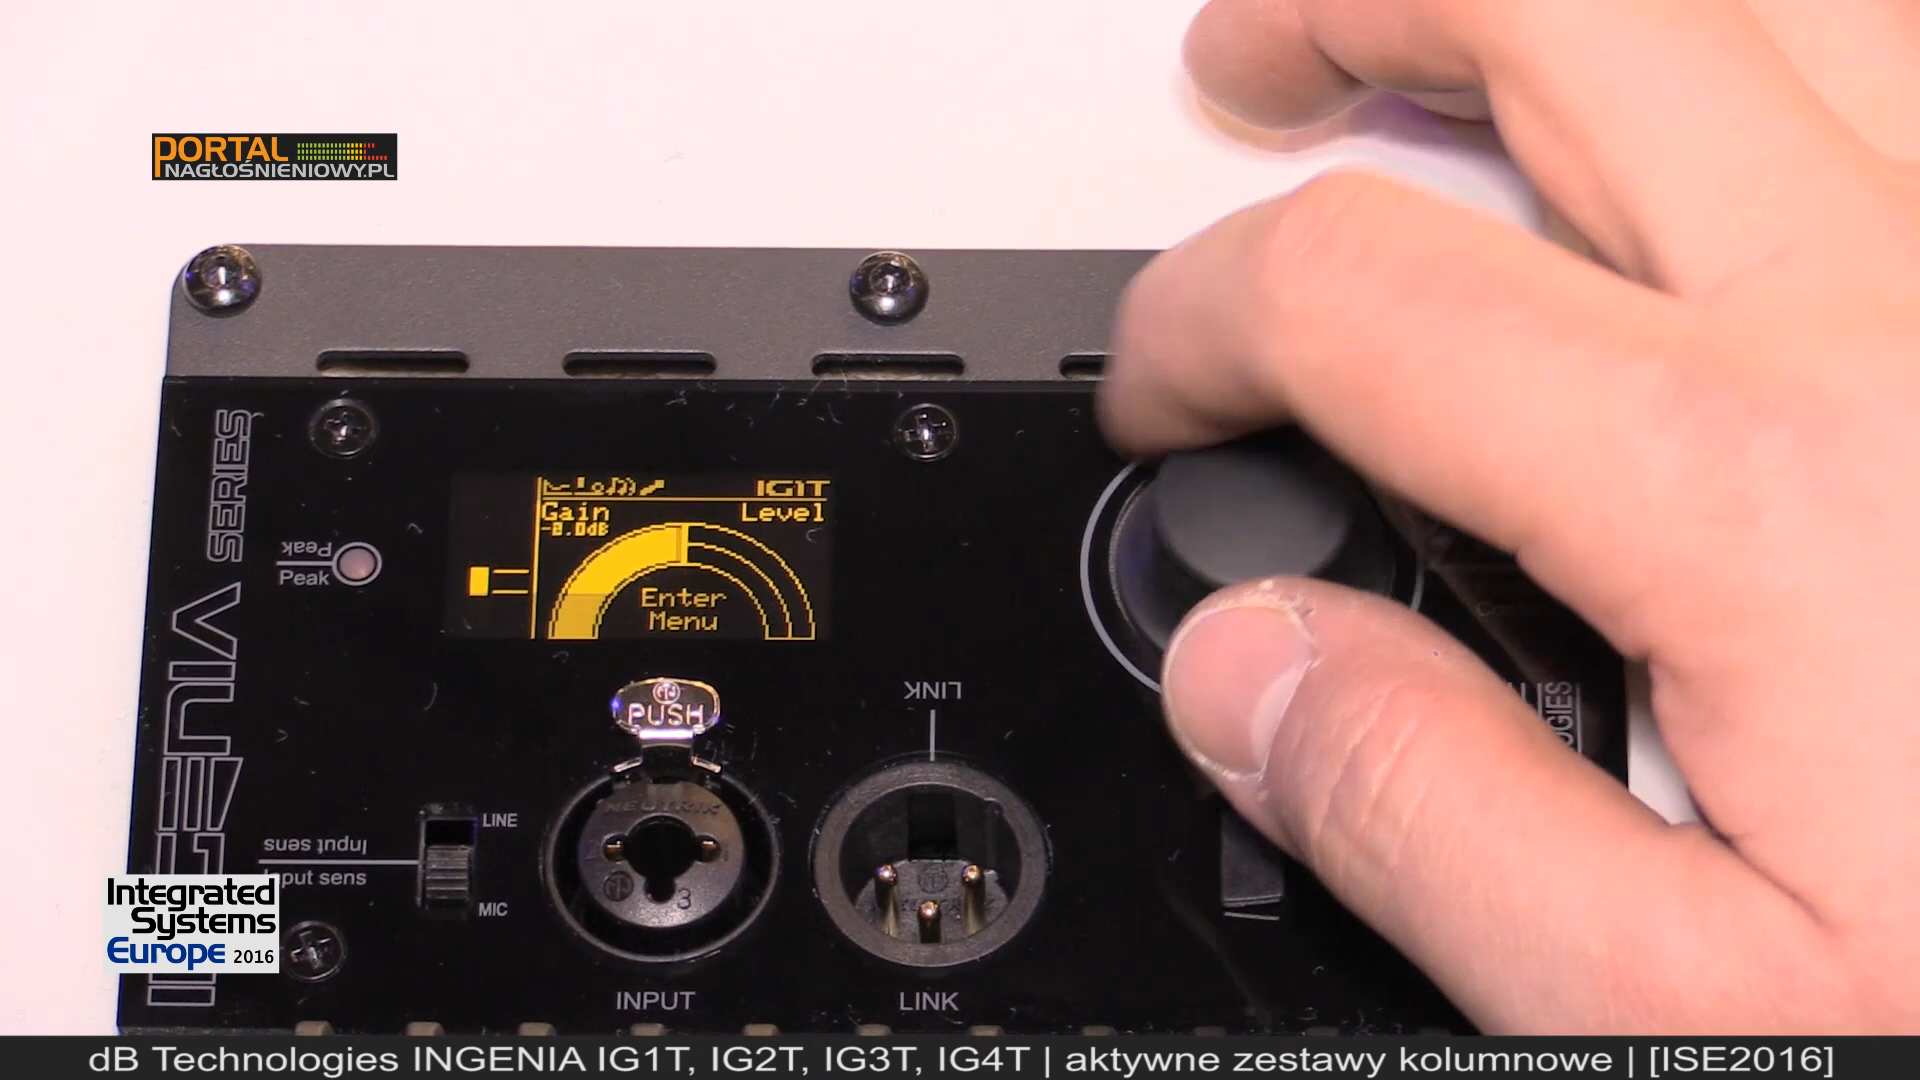 PORTAL
NAGŁOŚNIENIOWY.PL
SERIES
Peak
Peak
IG1T
Gain
Level
-8.0dB
Enter
Menu
PUSH
LINK
NEUTRIK
3
LINE
Input sens
Input sens
MIC
Integrated
Systems
Europe 2016
INPUT
LINK
dB Technologies INGENIA IG1T, IG2T, IG3T, IG4T | aktywne zestawy kolumnowe | [ISE2016]